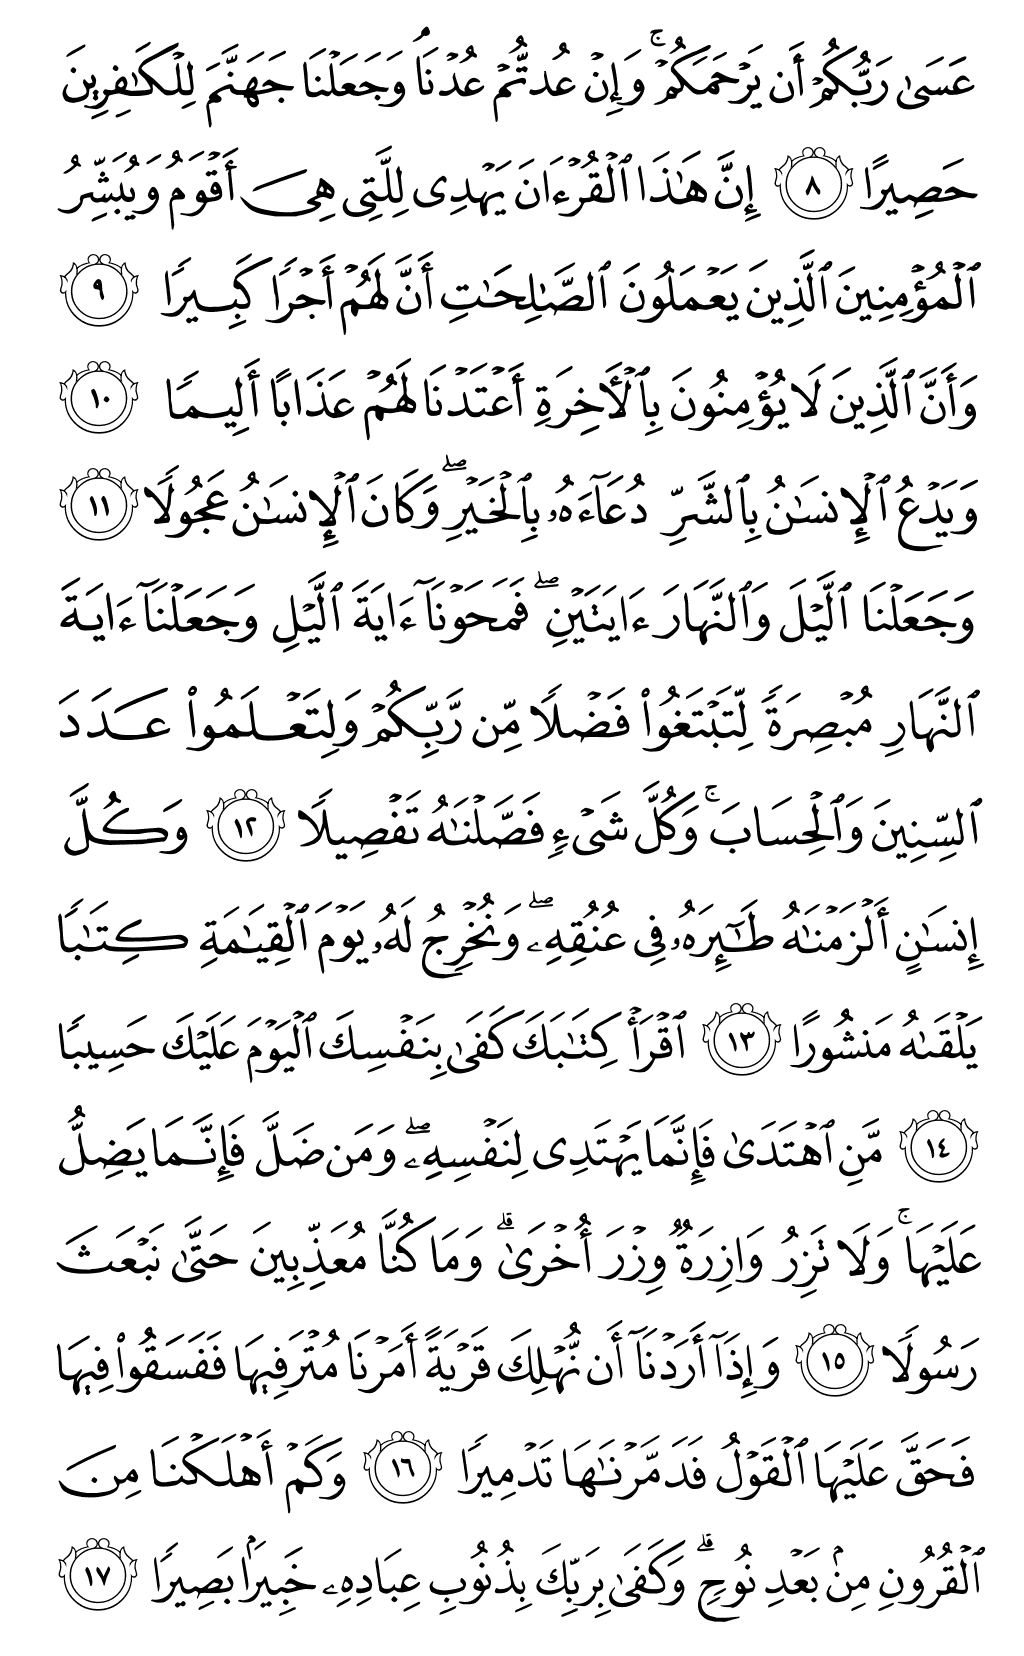 عَسَىٰ رَبُّكُمْ أَن يَرْحَمَكُمْ ۚ وَإِنْ عُدتُّمْ عُدْنَا ۘ وَجَعَلْنَا جَهَنَّمَ لِلْكَـٰفِرِينَ
حَصِيرًا ٨ إِنَّ هَـٰذَا ٱلْقُرْءَانَ يَهْدِى لِلَّتِى هِىَ أَقْوَمُ وَيُبَشِّرُ
ٱلْمُؤْمِنِينَ ٱلَّذِينَ يَعْمَلُونَ ٱلصَّـٰلِحَـٰتِ أَنَّ لَهُمْ أَجْرًا كَبِيرًا ٩
وَأَنَّ ٱلَّذِينَ لَا يُؤْمِنُونَ بِٱلْـَٔاخِرَةِ أَعْتَدْنَا لَهُمْ عَذَابًا أَلِيمًا ١٠
وَيَدْعُ ٱلْإِنسَـٰنُ بِٱلشَّرِّ دُعَآءَهُۥ بِٱلْخَيْرِ ۖ وَكَانَ ٱلْإِنسَـٰنُ عَجُولًا ١١
وَجَعَلْنَا ٱلَّيْلَ وَٱلنَّهَارَ ءَايَتَيْنِ ۖ فَمَحَوْنَآ ءَايَةَ ٱلَّيْلِ وَجَعَلْنَآ ءَايَةَ
ٱلنَّهَارِ مُبْصِرَةً لِّتَبْتَغُوا۟ فَضْلًا مِّن رَّبِّكُمْ وَلِتَعْلَمُوا۟ عَدَدَ
ٱلسِّنِينَ وَٱلْحِسَابَ ۚ وَكُلَّ شَىْءٍ فَصَّلْنَـٰهُ تَفْصِيلًا ١٢ وَكُلَّ
إِنسَـٰنٍ أَلْزَمْنَـٰهُ طَـٰٓئِرَهُۥ فِى عُنُقِهِۦ ۖ وَنُخْرِجُ لَهُۥ يَوْمَ ٱلْقِيَـٰمَةِ كِتَـٰبًا
يَلْقَىٰهُ مَنشُورًا ١٣ ٱقْرَأْ كِتَـٰبَكَ كَفَىٰ بِنَفْسِكَ ٱلْيَوْمَ عَلَيْكَ حَسِيبًا
١٤ مَّنِ ٱهْتَدَىٰ فَإِنَّمَا يَهْتَدِى لِنَفْسِهِۦ ۖ وَمَن ضَلَّ فَإِنَّمَا يَضِلُّ
عَلَيْهَا ۚ وَلَا تَزِرُ وَازِرَةٌ وِزْرَ أُخْرَىٰ ۗ وَمَا كُنَّا مُعَذِّبِينَ حَتَّىٰ نَبْعَثَ
رَسُولًا ١٥ وَإِذَآ أَرَدْنَآ أَن نُّهْلِكَ قَرْيَةً أَمَرْنَا مُتْرَفِيهَا فَفَسَقُوا۟ فِيهَا
فَحَقَّ عَلَيْهَا ٱلْقَوْلُ فَدَمَّرْنَـٰهَا تَدْمِيرًا ١٦ وَكَمْ أَهْلَكْنَا مِنَ
ٱلْقُرُونِ مِنۢ بَعْدِ نُوحٍ ۗ وَكَفَىٰ بِرَبِّكَ بِذُنُوبِ عِبَادِهِۦ خَبِيرًۢا بَصِيرًا ١٧